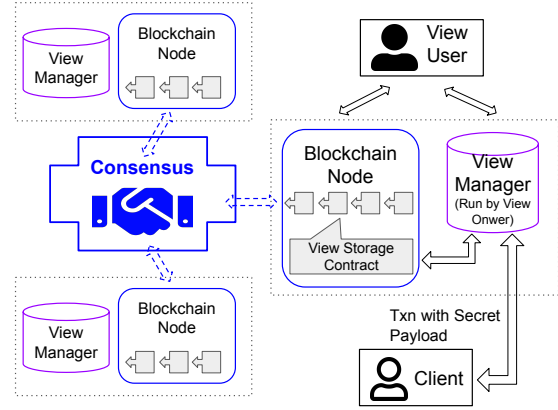 View
Manager
Blockchain
Node
View
User
Consensus
Blockchain
Node
View Storage
Contract
View
Manager
(Run by View
Onwer)
View
Manager
Blockchain
Node
Txn with Secret
Payload
Client